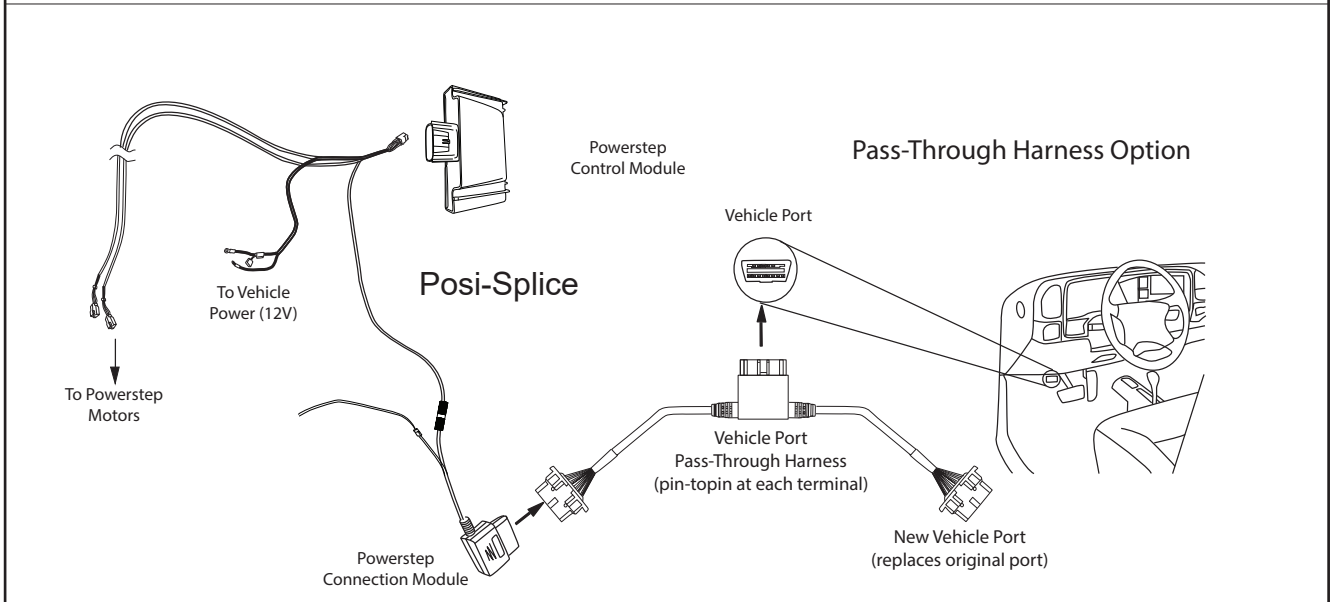 Powerstep
Control Module
Pass-Through Harness Option
Vehicle Port
Posi-Splice
To Vehicle
Power (12V)
To Powerstep
Motors
Vehicle Port
Pass-Through Harness
(pin-topin at each terminal)
New Vehicle Port
(replaces original port)
Powerstep
Connection Module